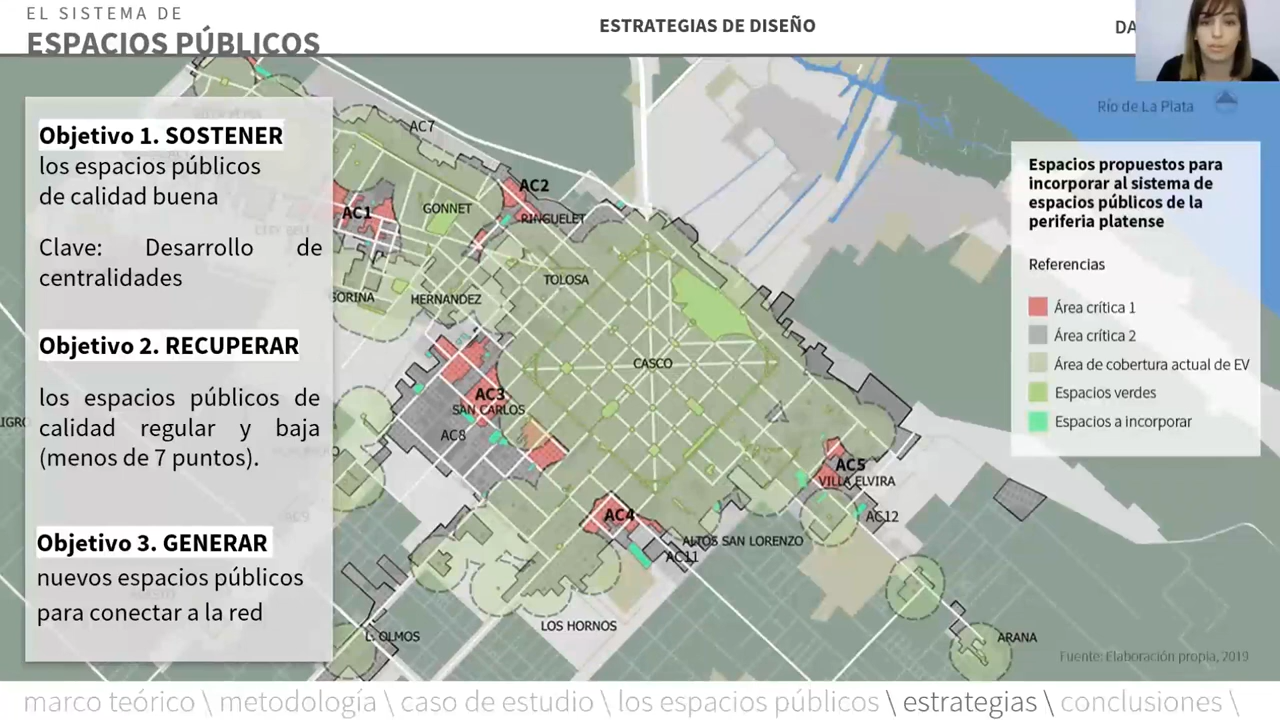 EL SISTEMA DE
ESPACIOS PÚBLICOS
ESTRATEGIAS DE DISEÑO
DA
Objetivo 1. SOSTENER
los espacios públicos
de calidad buena
Clave: Desarrollo de
centralidades
Objetivo 2. RECUPERAR
los espacios públicos de
calidad regular y baja
(menos de 7 puntos).
Objetivo 3. GENERAR
nuevos espacios públicos
para conectar a la red
Río de La Plata
Espacios propuestos para
incorporar al sistema de
espacios públicos de la
periferia platense
Referencias
Área crítica 1
Área crítica 2
Área de cobertura actual de EV
Espacios verdes
Espacios a incorporar
AC7
AC2
AC1
GONNET
RINGUELET
TOLOSA
GORINA
HERNANDEZ
CASCO
AC3
SAN CARLOS
AC8
AC5
VILLA ELVIRA
AC4
AC12
ALTOS SAN LORENZO
AC11
AC9
LOS HORNOS
L. OLMOS
ARANA
Fuente: Elaboración propia, 2019
marco teórico \ metodología \ caso de estudio \ los espacios públicos \ estrategias \ conclusiones \